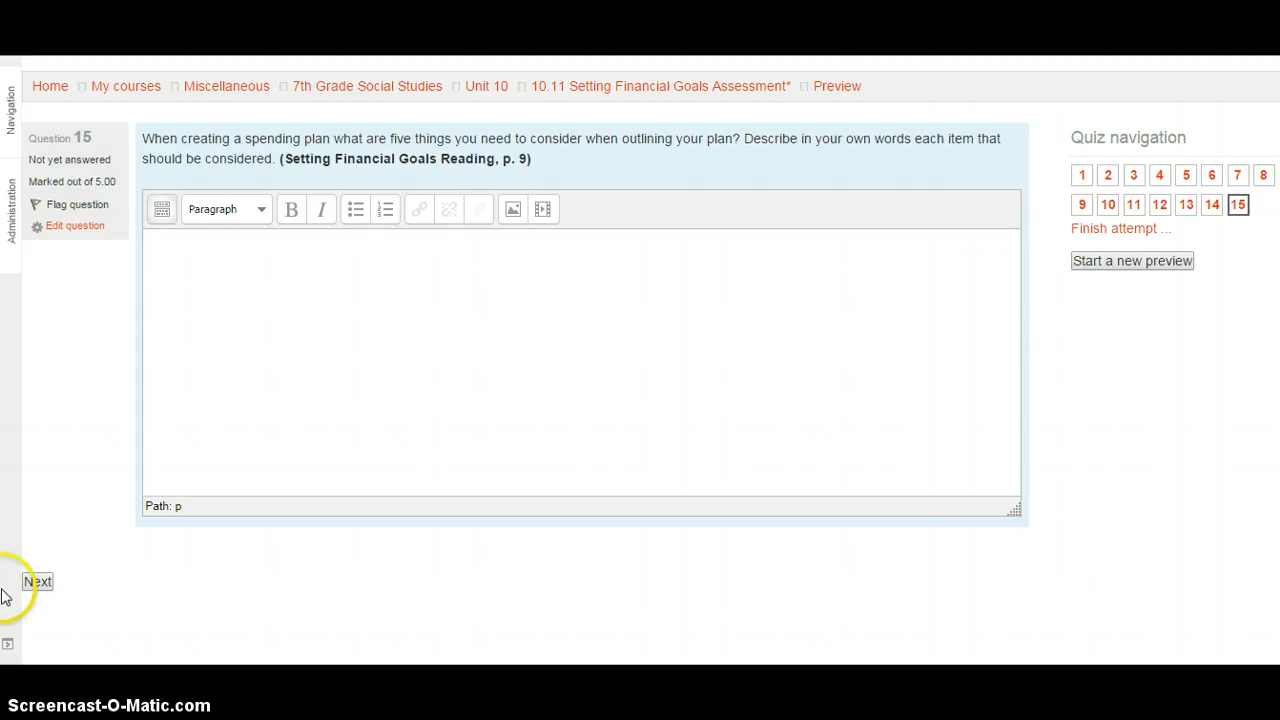 Home My courses Miscellaneous 7th Grade Social Studies Unit 10 10.11 Setting Financial Goals Assessment* Preview
Navigation
Administration
Question 15
Not yet answered
Marked out of 5.00
Flag question
Edit question
When creating a spending plan what are five things you need to consider when outlining your plan? Describe in your own words each item that
should be considered. (Setting Financial Goals Reading, p. 9)
Paragraph B I
Path: p
Quiz navigation
1 2 3 4 5 6 7 8
9 10 11 12 13 14 15
Finish attempt ...
Start a new preview
Next
Screencast-O-Matic.com